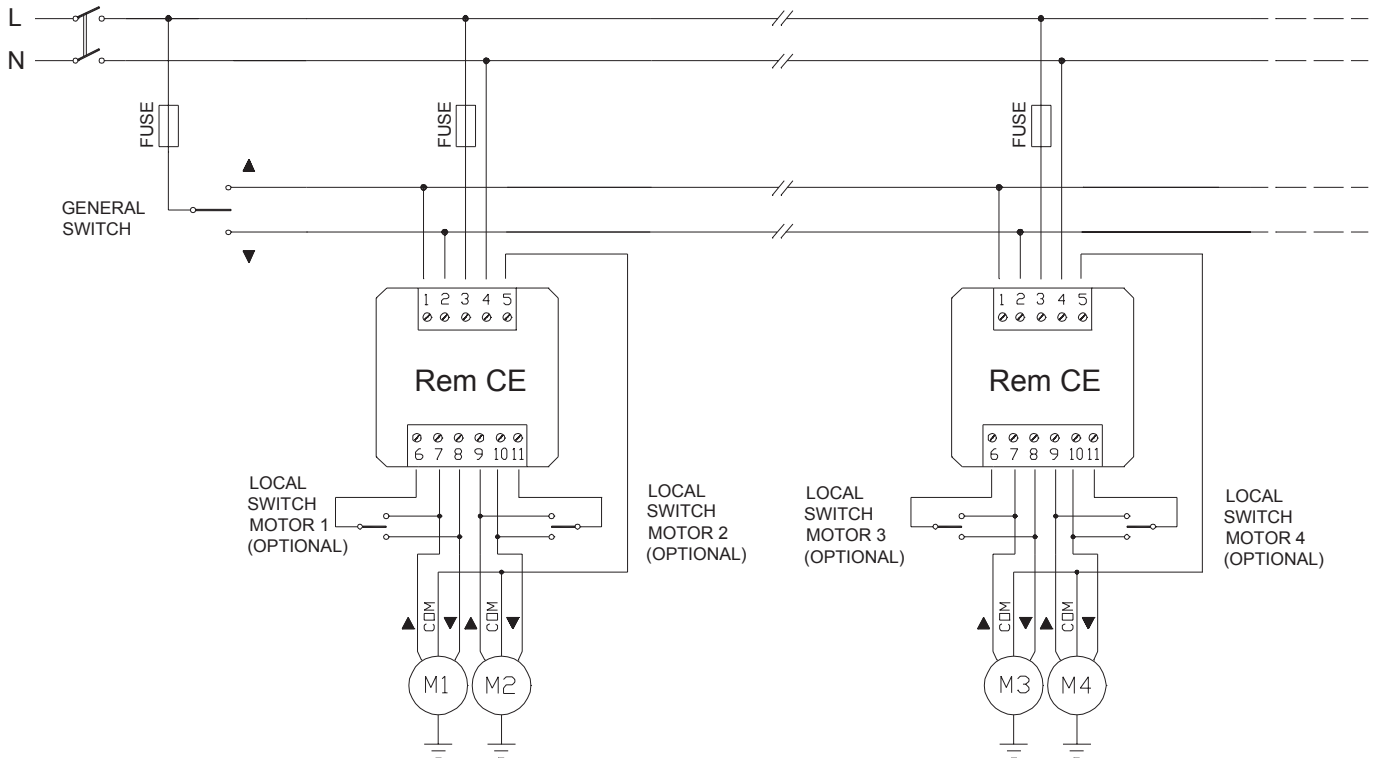 L
N
FUSE
FUSE
FUSE
▲
GENERAL
SWITCH
▼
1 2 3 4 5
Rem CE
6 7 8 9 10 11
1 2 3 4 5
Rem CE
6 7 8 9 10 11
LOCAL
SWITCH
MOTOR 1
(OPTIONAL)
LOCAL
SWITCH
MOTOR 2
(OPTIONAL)
LOCAL
SWITCH
MOTOR 3
(OPTIONAL)
LOCAL
SWITCH
MOTOR 4
(OPTIONAL)
▲ COM ▼ ▲ COM ▼
▲ COM ▼ ▲ COM ▼
M1 M2
M3 M4